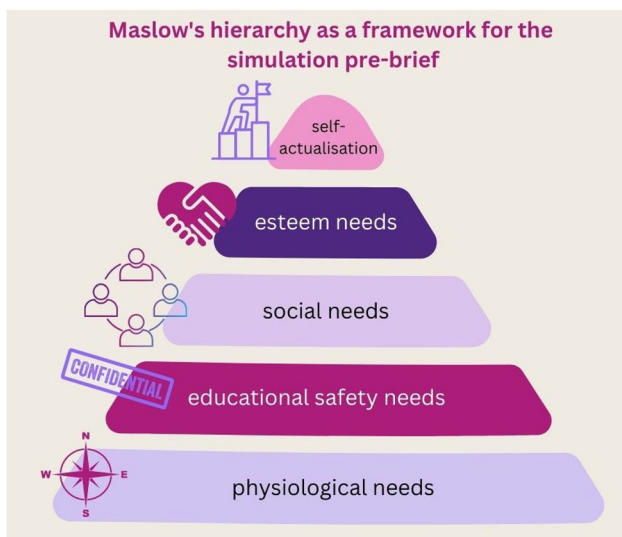 Maslow's hierarchy as a framework for the
simulation pre-brief
self-
actualisation
esteem needs
social needs
CONFIDENTIAL
educational safety needs
N
W E
S
physiological needs